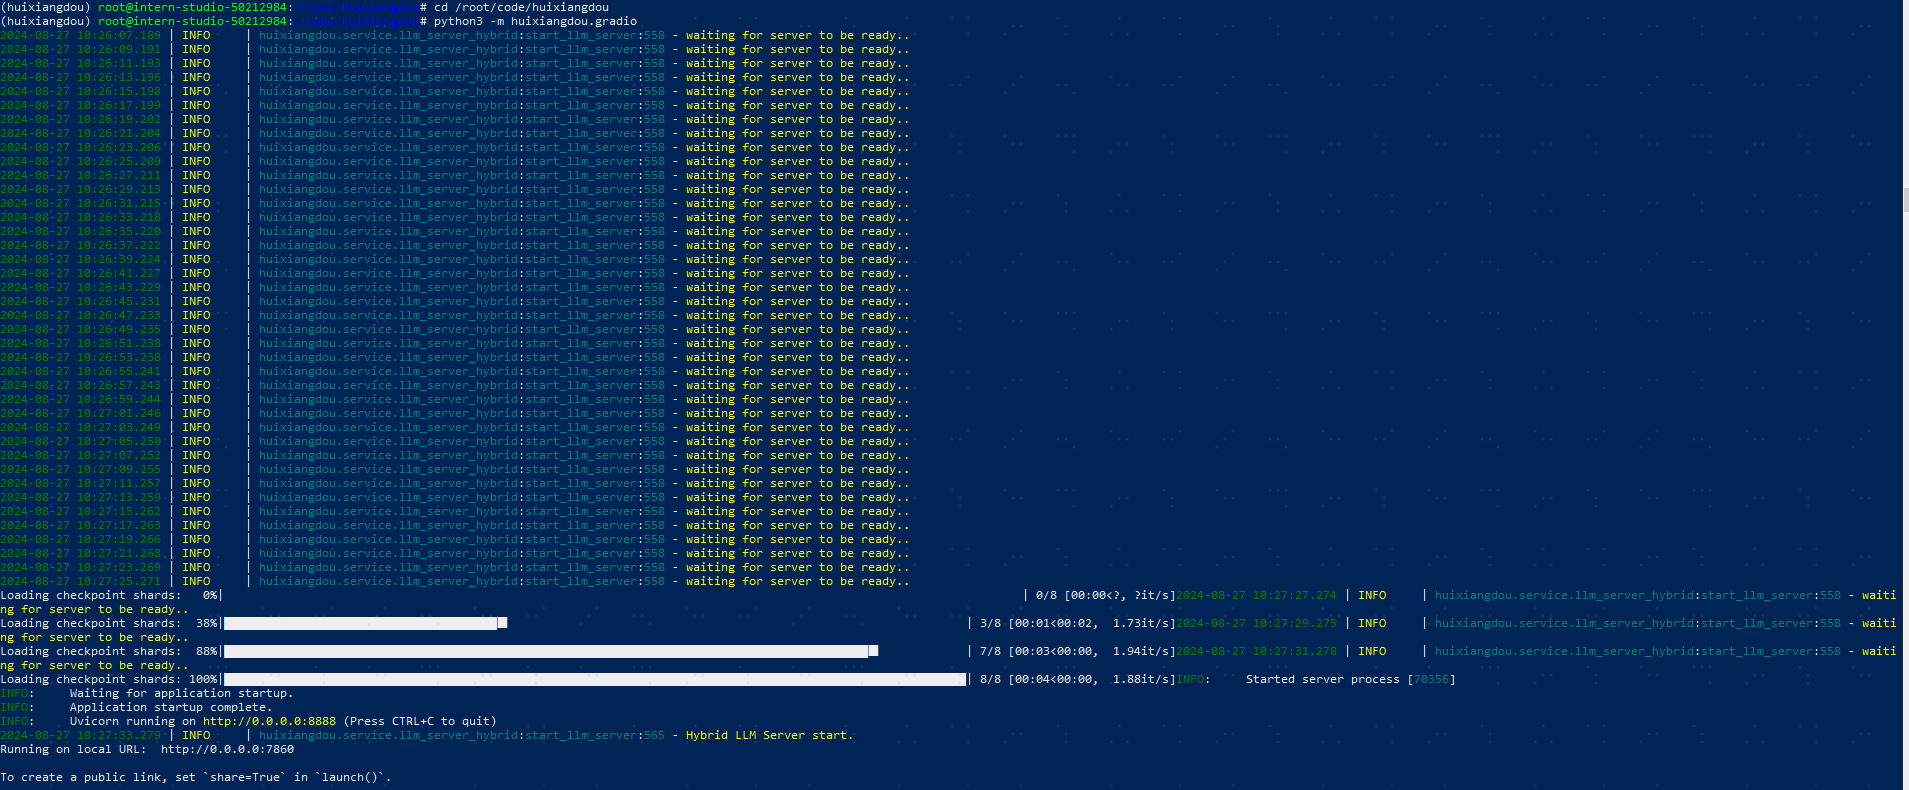 (huixiangdou) root@intern-studio-50212984:~/code/huixiangdou# cd /root/code/huixiangdou
(huixiangdou) root@intern-studio-50212984:~/code/huixiangdou# python3 -m huixiangdou.gradio
2024-08-27 10:26:07.189 | INFO     | huixiangdou.service.llm_server_hybrid:start_llm_server:558 - waiting for server to be ready..
2024-08-27 10:26:09.191 | INFO     | huixiangdou.service.llm_server_hybrid:start_llm_server:558 - waiting for server to be ready..
2024-08-27 10:26:11.193 | INFO     | huixiangdou.service.llm_server_hybrid:start_llm_server:558 - waiting for server to be ready..
2024-08-27 10:26:13.196 | INFO     | huixiangdou.service.llm_server_hybrid:start_llm_server:558 - waiting for server to be ready..
2024-08-27 10:26:15.198 | INFO     | huixiangdou.service.llm_server_hybrid:start_llm_server:558 - waiting for server to be ready..
2024-08-27 10:26:17.199 | INFO     | huixiangdou.service.llm_server_hybrid:start_llm_server:558 - waiting for server to be ready..
2024-08-27 10:26:19.202 | INFO     | huixiangdou.service.llm_server_hybrid:start_llm_server:558 - waiting for server to be ready..
2024-08-27 10:26:21.204 | INFO     | huixiangdou.service.llm_server_hybrid:start_llm_server:558 - waiting for server to be ready..
2024-08-27 10:26:23.206 | INFO     | huixiangdou.service.llm_server_hybrid:start_llm_server:558 - waiting for server to be ready..
2024-08-27 10:26:25.209 | INFO     | huixiangdou.service.llm_server_hybrid:start_llm_server:558 - waiting for server to be ready..
2024-08-27 10:26:27.211 | INFO     | huixiangdou.service.llm_server_hybrid:start_llm_server:558 - waiting for server to be ready..
2024-08-27 10:26:29.213 | INFO     | huixiangdou.service.llm_server_hybrid:start_llm_server:558 - waiting for server to be ready..
2024-08-27 10:26:31.215 | INFO     | huixiangdou.service.llm_server_hybrid:start_llm_server:558 - waiting for server to be ready..
2024-08-27 10:26:33.218 | INFO     | huixiangdou.service.llm_server_hybrid:start_llm_server:558 - waiting for server to be ready..
2024-08-27 10:26:35.220 | INFO     | huixiangdou.service.llm_server_hybrid:start_llm_server:558 - waiting for server to be ready..
2024-08-27 10:26:37.222 | INFO     | huixiangdou.service.llm_server_hybrid:start_llm_server:558 - waiting for server to be ready..
2024-08-27 10:26:39.224 | INFO     | huixiangdou.service.llm_server_hybrid:start_llm_server:558 - waiting for server to be ready..
2024-08-27 10:26:41.227 | INFO     | huixiangdou.service.llm_server_hybrid:start_llm_server:558 - waiting for server to be ready..
2024-08-27 10:26:43.229 | INFO     | huixiangdou.service.llm_server_hybrid:start_llm_server:558 - waiting for server to be ready..
2024-08-27 10:26:45.231 | INFO     | huixiangdou.service.llm_server_hybrid:start_llm_server:558 - waiting for server to be ready..
2024-08-27 10:26:47.233 | INFO     | huixiangdou.service.llm_server_hybrid:start_llm_server:558 - waiting for server to be ready..
2024-08-27 10:26:49.235 | INFO     | huixiangdou.service.llm_server_hybrid:start_llm_server:558 - waiting for server to be ready..
2024-08-27 10:26:51.238 | INFO     | huixiangdou.service.llm_server_hybrid:start_llm_server:558 - waiting for server to be ready..
2024-08-27 10:26:53.238 | INFO     | huixiangdou.service.llm_server_hybrid:start_llm_server:558 - waiting for server to be ready..
2024-08-27 10:26:55.241 | INFO     | huixiangdou.service.llm_server_hybrid:start_llm_server:558 - waiting for server to be ready..
2024-08-27 10:26:57.243 | INFO     | huixiangdou.service.llm_server_hybrid:start_llm_server:558 - waiting for server to be ready..
2024-08-27 10:26:59.244 | INFO     | huixiangdou.service.llm_server_hybrid:start_llm_server:558 - waiting for server to be ready..
2024-08-27 10:27:01.246 | INFO     | huixiangdou.service.llm_server_hybrid:start_llm_server:558 - waiting for server to be ready..
2024-08-27 10:27:03.249 | INFO     | huixiangdou.service.llm_server_hybrid:start_llm_server:558 - waiting for server to be ready..
2024-08-27 10:27:05.250 | INFO     | huixiangdou.service.llm_server_hybrid:start_llm_server:558 - waiting for server to be ready..
2024-08-27 10:27:07.252 | INFO     | huixiangdou.service.llm_server_hybrid:start_llm_server:558 - waiting for server to be ready..
2024-08-27 10:27:09.255 | INFO     | huixiangdou.service.llm_server_hybrid:start_llm_server:558 - waiting for server to be ready..
2024-08-27 10:27:11.257 | INFO     | huixiangdou.service.llm_server_hybrid:start_llm_server:558 - waiting for server to be ready..
2024-08-27 10:27:13.259 | INFO     | huixiangdou.service.llm_server_hybrid:start_llm_server:558 - waiting for server to be ready..
2024-08-27 10:27:15.262 | INFO     | huixiangdou.service.llm_server_hybrid:start_llm_server:558 - waiting for server to be ready..
2024-08-27 10:27:17.263 | INFO     | huixiangdou.service.llm_server_hybrid:start_llm_server:558 - waiting for server to be ready..
2024-08-27 10:27:19.266 | INFO     | huixiangdou.service.llm_server_hybrid:start_llm_server:558 - waiting for server to be ready..
2024-08-27 10:27:21.268 | INFO     | huixiangdou.service.llm_server_hybrid:start_llm_server:558 - waiting for server to be ready..
2024-08-27 10:27:23.269 | INFO     | huixiangdou.service.llm_server_hybrid:start_llm_server:558 - waiting for server to be ready..
2024-08-27 10:27:25.271 | INFO     | huixiangdou.service.llm_server_hybrid:start_llm_server:558 - waiting for server to be ready..
Loading checkpoint shards:   0%| | 0/8 [00:00<?, ?it/s]2024-08-27 10:27:27.274 | INFO     | huixiangdou.service.llm_server_hybrid:start_llm_server:558 - waiti
ng for server to be ready..
Loading checkpoint shards:  38%| | 3/8 [00:01<00:02,  1.73it/s]2024-08-27 10:27:29.275 | INFO     | huixiangdou.service.llm_server_hybrid:start_llm_server:558 - waiti
ng for server to be ready..
Loading checkpoint shards:  88%| | 7/8 [00:03<00:00,  1.94it/s]2024-08-27 10:27:31.278 | INFO     | huixiangdou.service.llm_server_hybrid:start_llm_server:558 - waiti
ng for server to be ready..
Loading checkpoint shards: 100%| | 8/8 [00:04<00:00,  1.88it/s]INFO:     Started server process [70356]
INFO:     Waiting for application startup.
INFO:     Application startup complete.
INFO:     Uvicorn running on http://0.0.0.0:8888 (Press CTRL+C to quit)
2024-08-27 10:27:33.279 | INFO     | huixiangdou.service.llm_server_hybrid:start_llm_server:565 - Hybrid LLM Server start.
Running on local URL:  http://0.0.0.0:7860
To create a public link, set `share=True` in `launch()`.